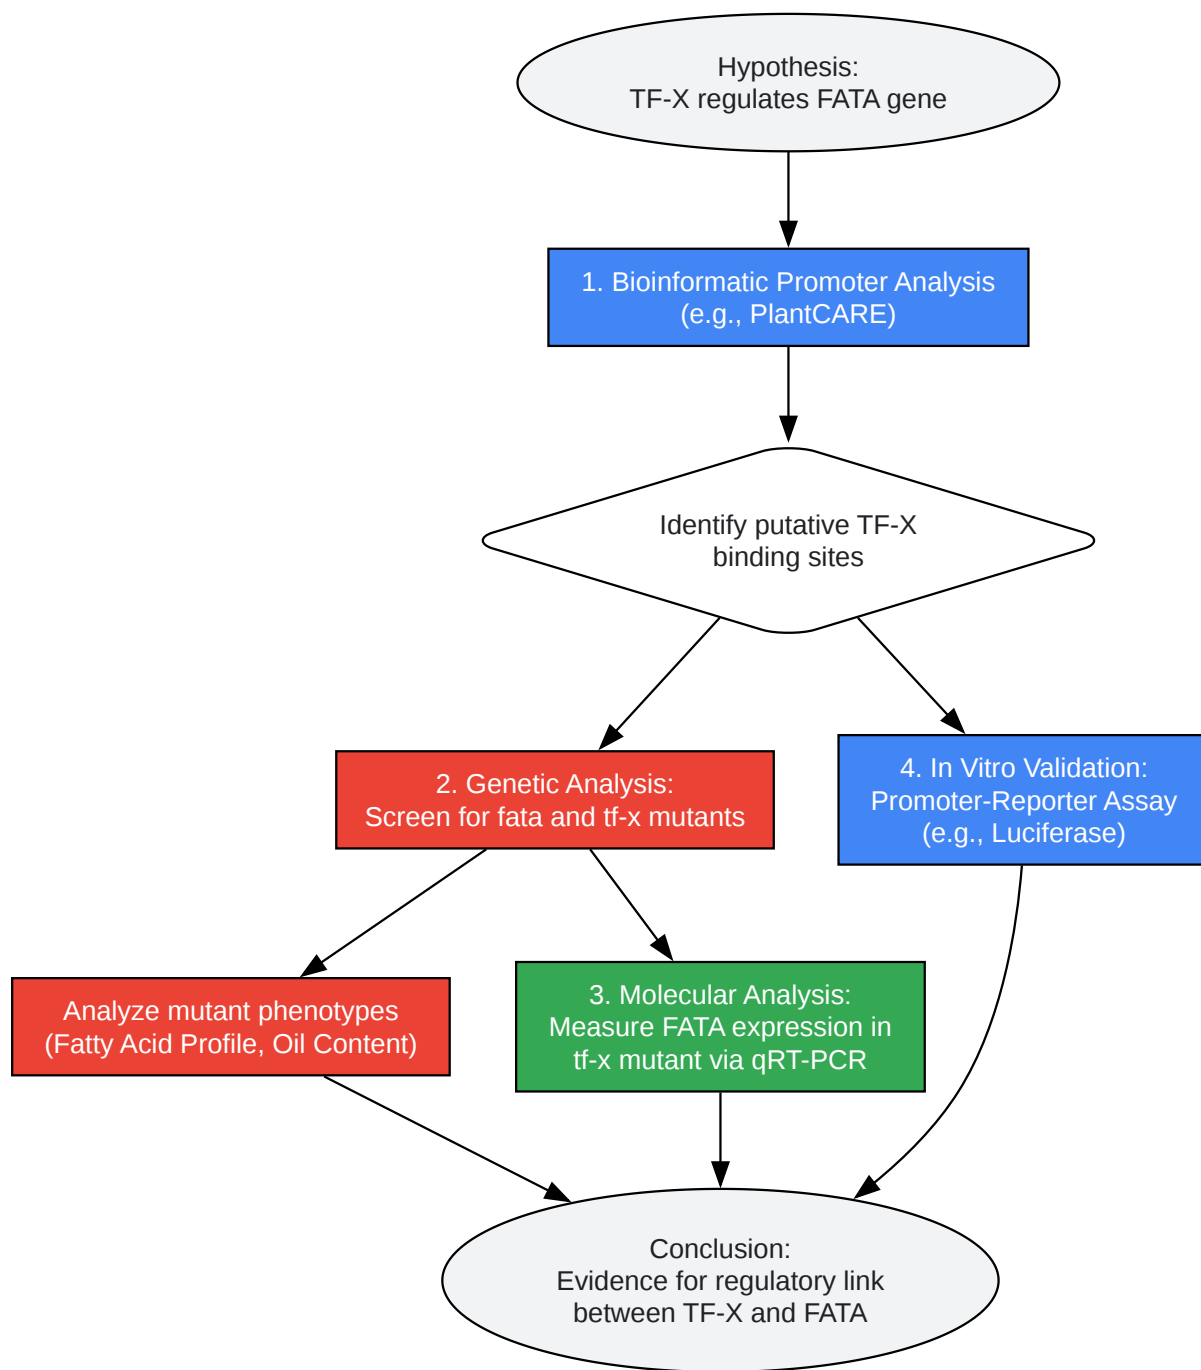 Hypothesis:
TF-X regulates FATA gene
1. Bioinformatic Promoter Analysis
(e.g., PlantCARE)
Identify putative TF-X
binding sites
2. Genetic Analysis:
Screen for fata and tf-x mutants
4. In Vitro Validation:
Promoter-Reporter Assay
(e.g., Luciferase)
Analyze mutant phenotypes
(Fatty Acid Profile, Oil Content)
3. Molecular Analysis:
Measure FATA expression in
tf-x mutant via qRT-PCR
Conclusion:
Evidence for regulatory link
between TF-X and FATA